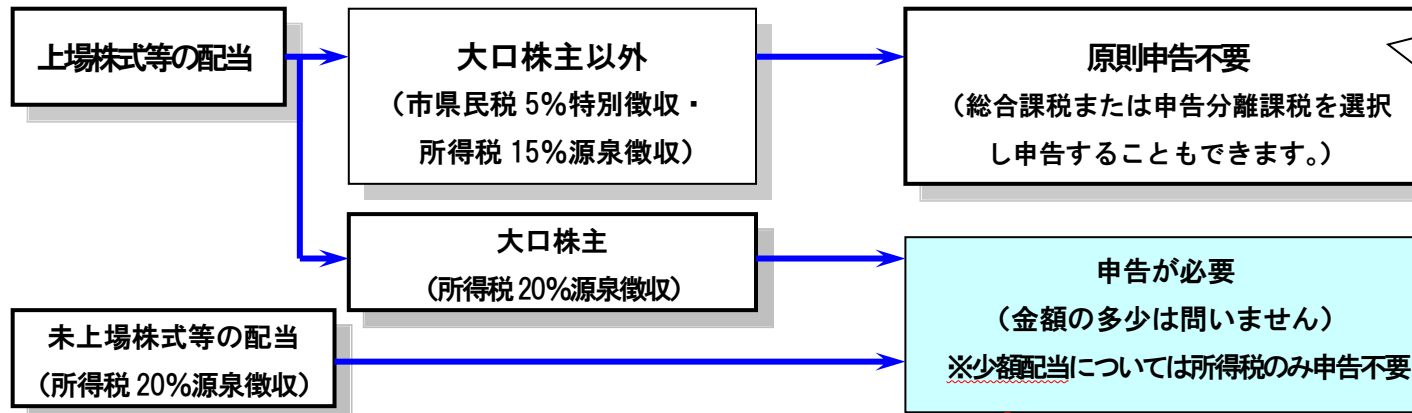 上場株式等の配当
大口株主以外
（市県民税 5％特別徴収・
所得税 15％源泉徴収）
原則申告不要
（総合課税または申告分離課税を選択
し申告することもできます。）
大口株主
（所得税 20％源泉徴収）
未上場株式等の配当
（所得税 20％源泉徴収）
申告が必要
（金額の多少は問いません）
※少額配当については所得税のみ申告不要